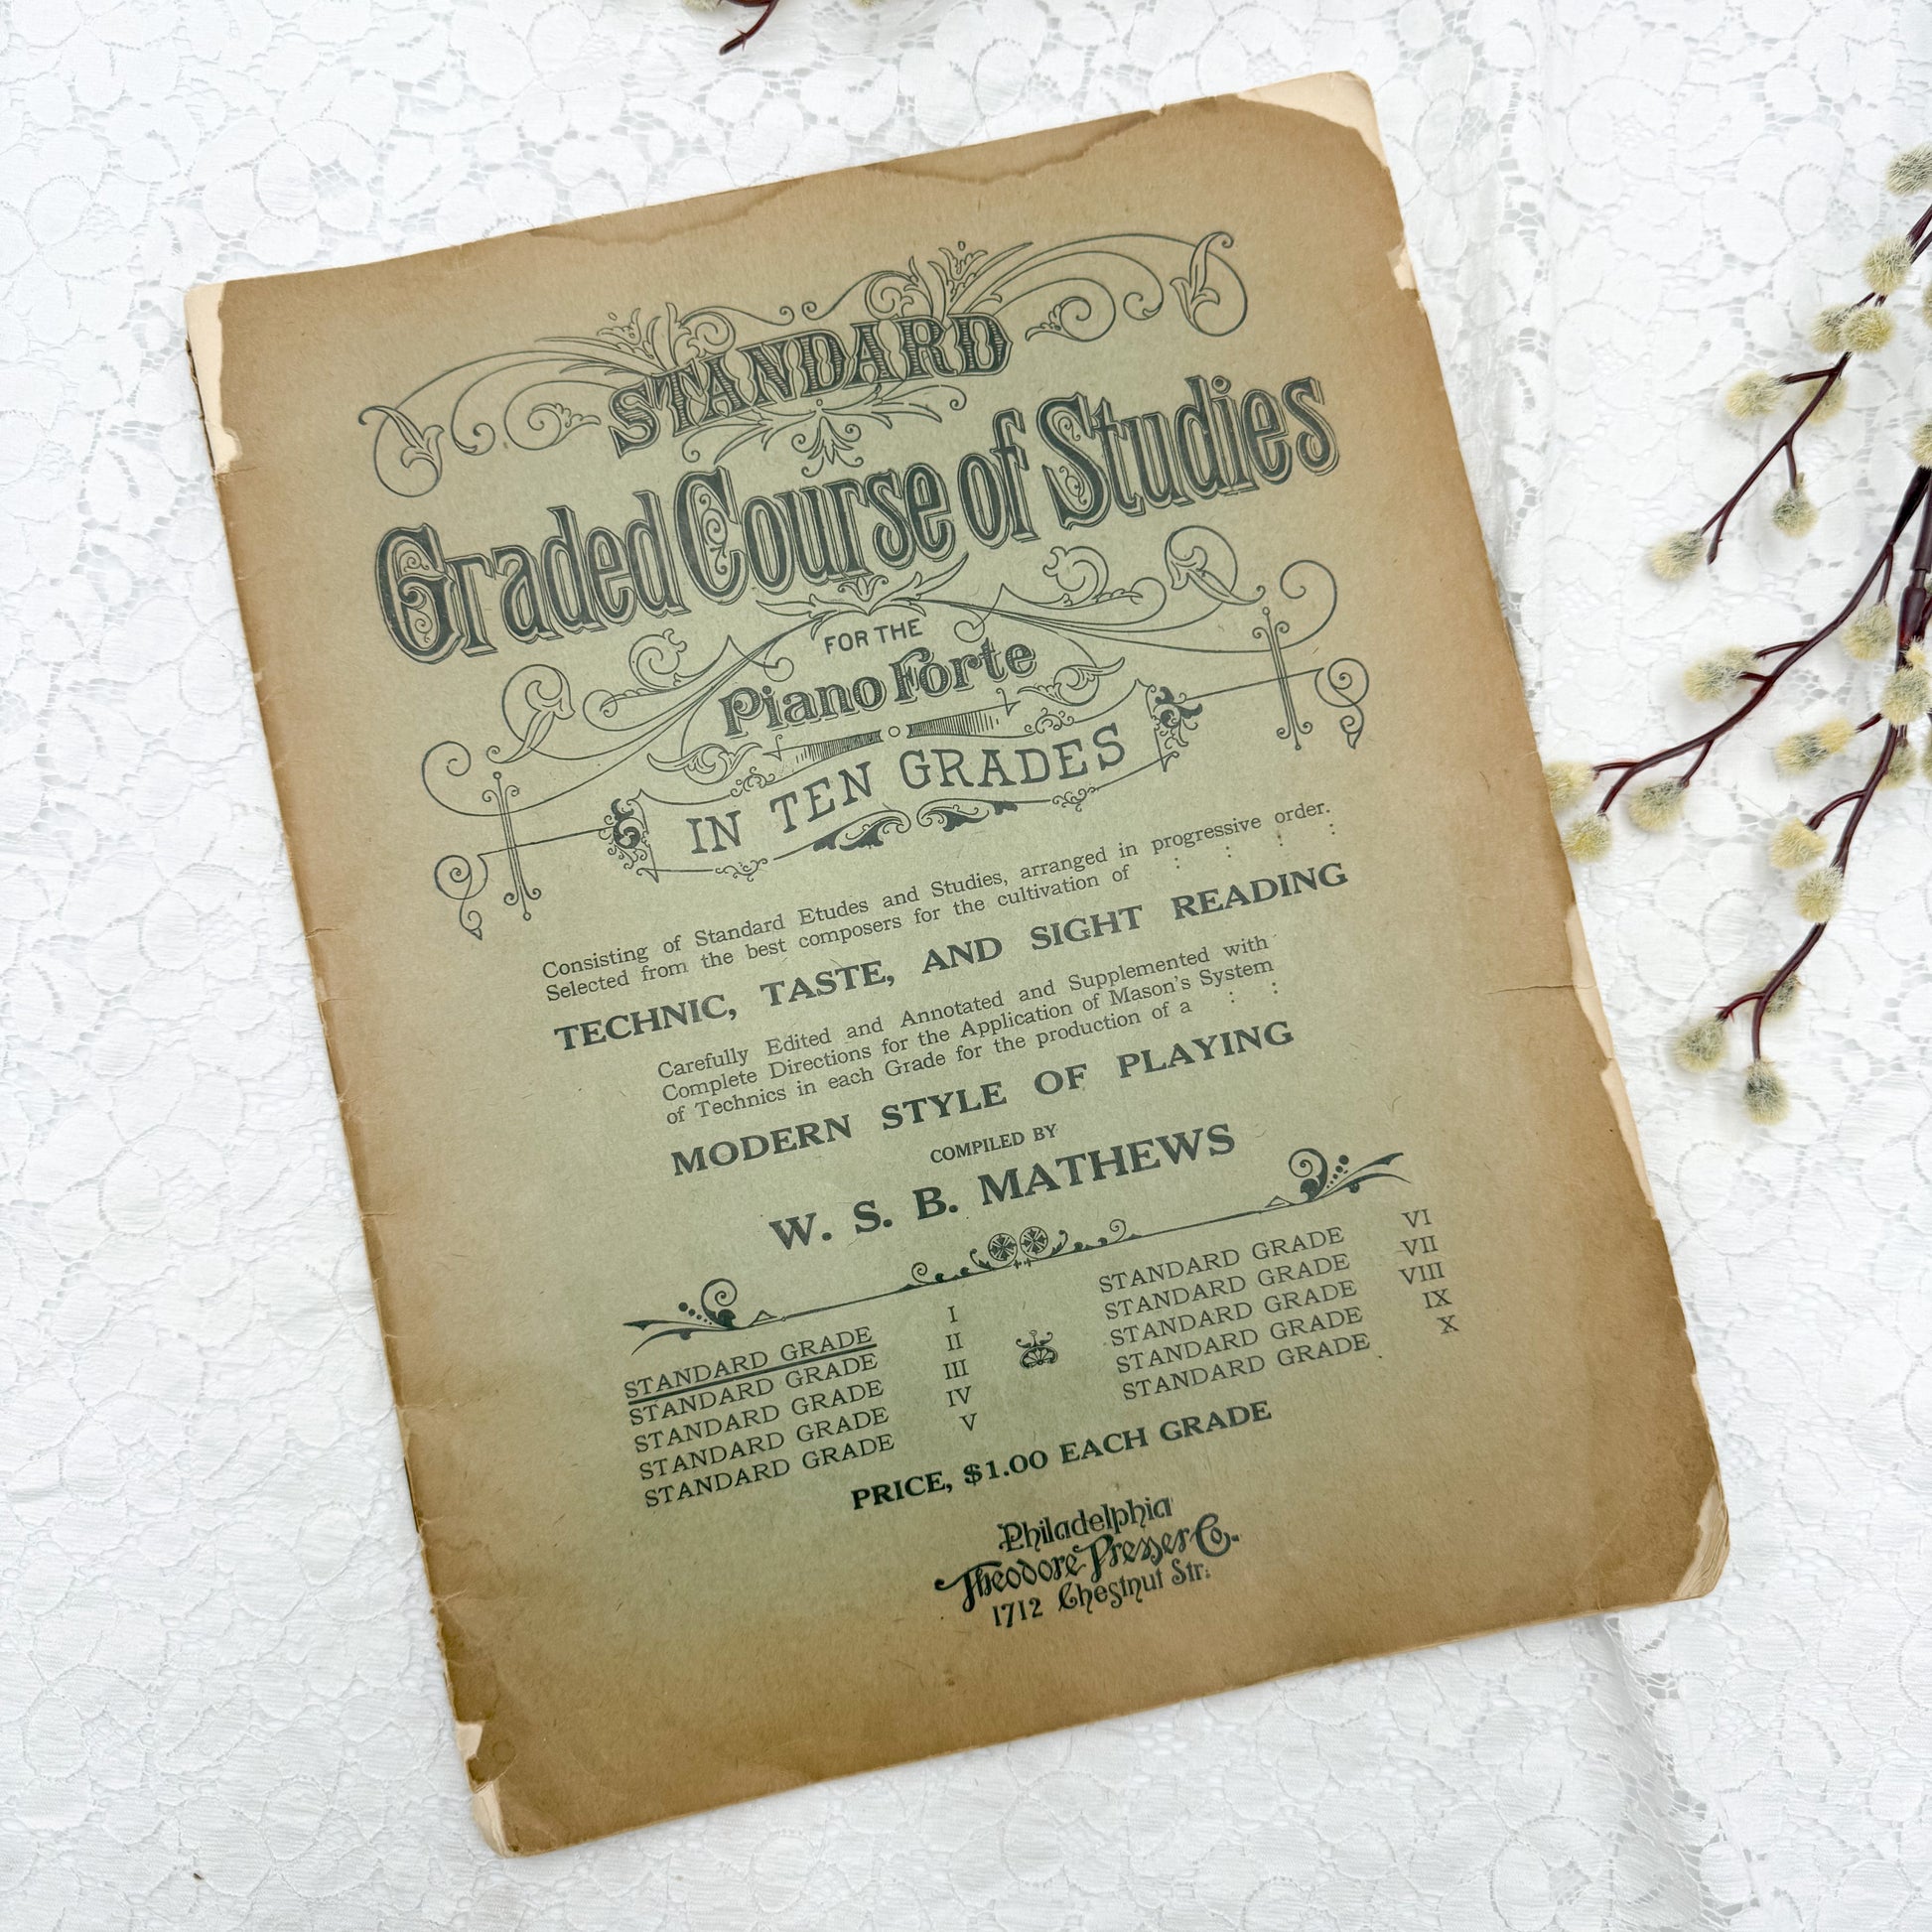 STANDARD
Graded Course of Studies
FOR THE
Piano Forte
IN TEN GRADES
Consisting of Standard Etudes and Studies, arranged in progressive order.
Selected from the best composers for the cultivation of : : : :
TECHNIC, TASTE, AND SIGHT READING
Carefully Edited and Annotated and Supplemented with
Complete Directions for the Application of Mason's System
of Technics in each Grade for the production of a : :
MODERN STYLE OF PLAYING
COMPILED BY
W. S. B. MATHEWS
STANDARD GRADE I
STANDARD GRADE II
STANDARD GRADE III
STANDARD GRADE IV
STANDARD GRADE V
STANDARD GRADE VI
STANDARD GRADE VII
STANDARD GRADE VIII
STANDARD GRADE IX
STANDARD GRADE X
PRICE, $1.00 EACH GRADE
Philadelphia
Theodore Presser Co.
1712 Chestnut Str.